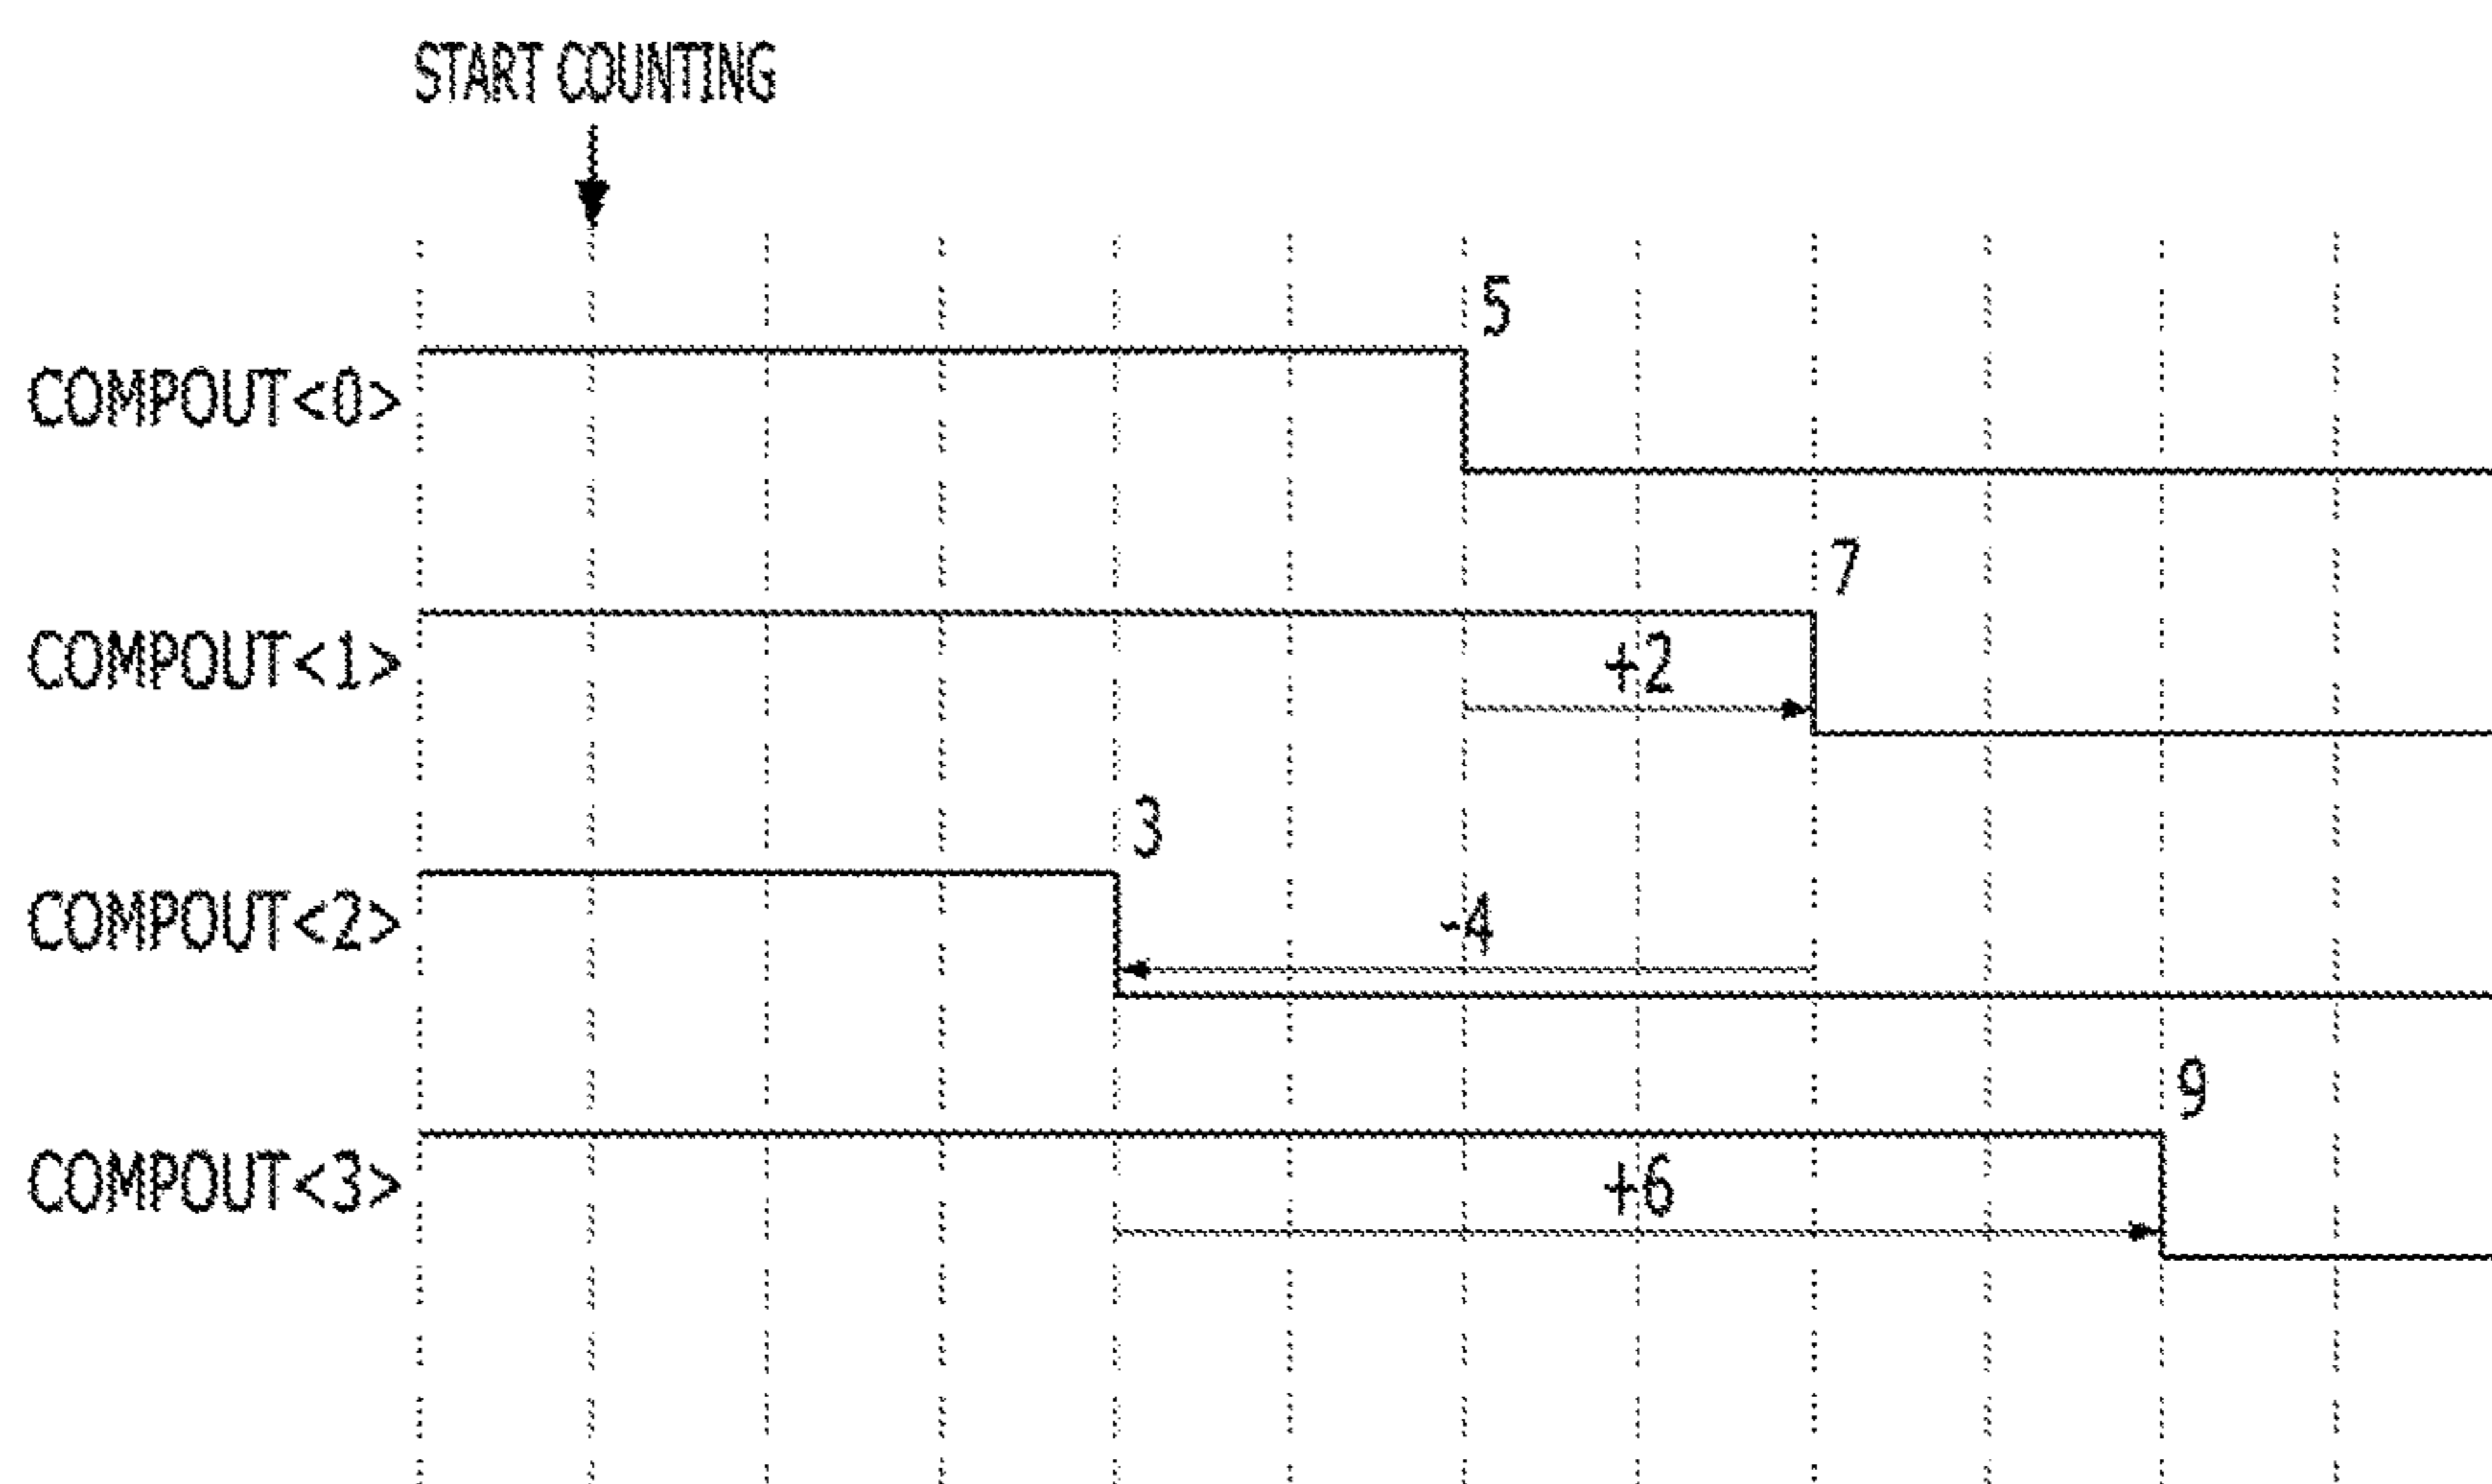 START COUNTING
5
COMPOUT<0>
7
COMPOUT<1>
+2
3
COMPOUT<2>
-4
9
COMPOUT<3>
+6